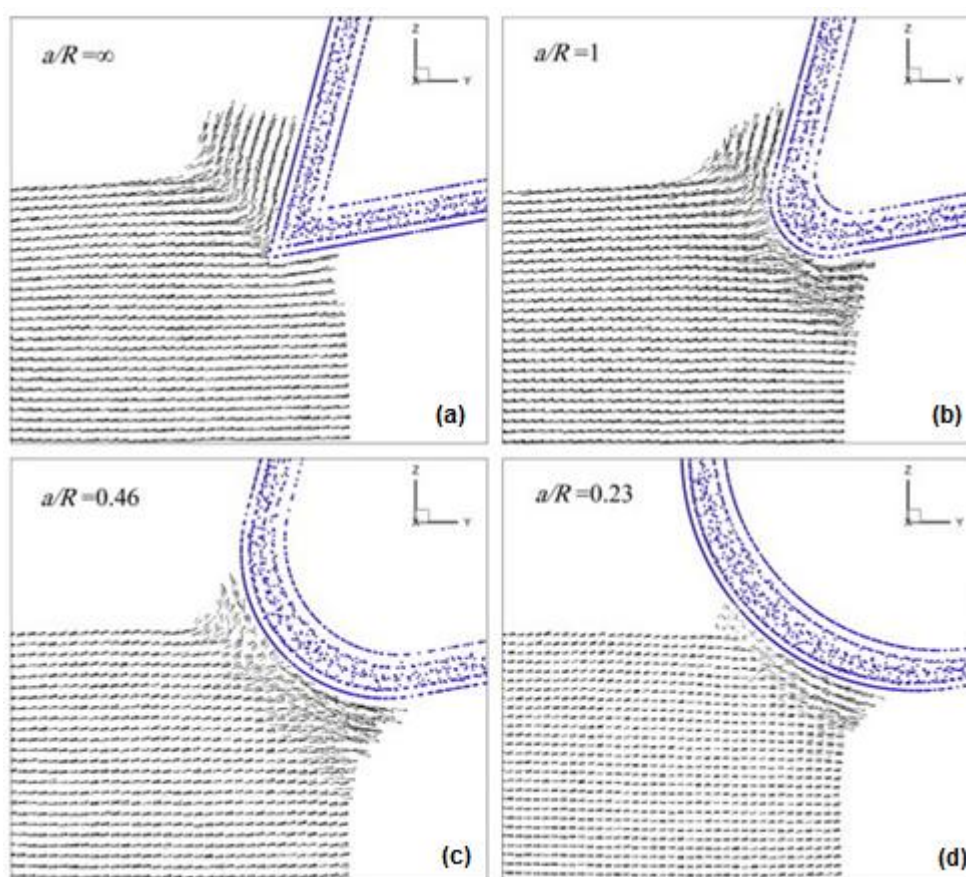 a/R =∞
Z
X
Y
(a)
a/R =1
Z
X
Y
(b)
a/R =0.46
Z
X
Y
(c)
a/R =0.23
Z
X
Y
(d)